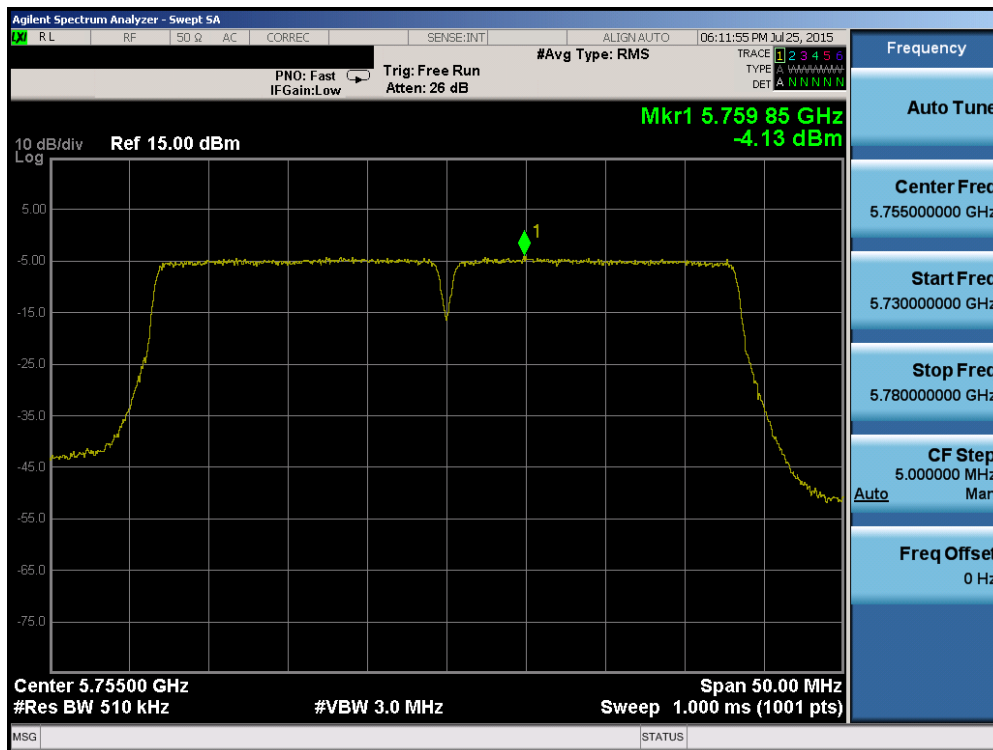 Agilent Spectrum Analyzer - Swept SA
LXI RL RF 50 Ω AC CORREC SENSE:INT ALIGNAUTO 06:11:55 PM Jul 25, 2015
#Avg Type: RMS
TRACE 1 2 3 4 5 6
PNO: Fast Trig: Free Run
TYPE A WWWWW
IFGain:Low Atten: 26 dB
DET A N N N N N
Mkr1 5.759 85 GHz
-4.13 dBm
10 dB/div Ref 15.00 dBm
Log
5.00
1
-5.00
-15.0
-25.0
-35.0
-45.0
-55.0
-65.0
-75.0
Center 5.75500 GHz Span 50.00 MHz
#Res BW 510 kHz #VBW 3.0 MHz Sweep 1.000 ms (1001 pts)
MSG STATUS
Frequency
Auto Tune
Center Freq
5.755000000 GHz
Start Freq
5.730000000 GHz
Stop Freq
5.780000000 GHz
CF Step
5.000000 MHz
Auto Man
Freq Offset
0 Hz